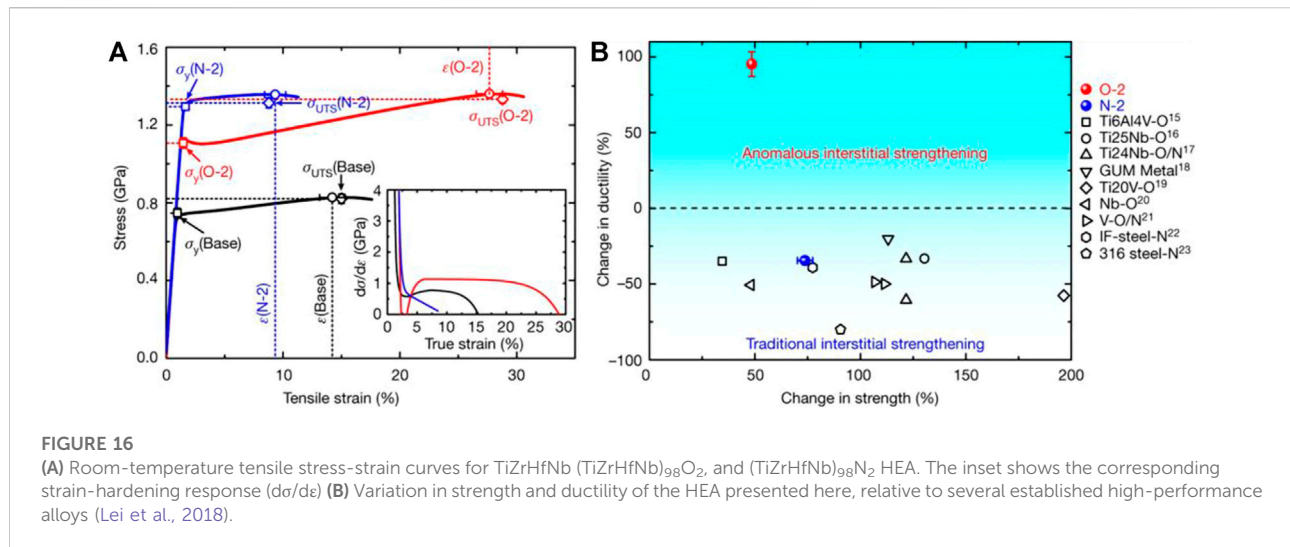 A
1.6
1.2
0.8
0.4
0.0
Stress (GPa)
σy(N-2)
ε(O-2)
σUTS(N-2)
σUTS(O-2)
σy(O-2)
σUTS(Base)
σy(Base)
ε(N-2)
ε(Base)
dσ/dε (GPa)
4
3
2
1
0
0 5 10 15 20 25 30
True strain (%)
0 10 20 30
Tensile strain (%)
B
100
50
0
−50
−100
Change in ductility (%)
Anomalous interstitial strengthening
Traditional interstitial strengthening
0 50 100 150 200
Change in strength (%)
O-2
N-2
Ti6Al4V-O15
Ti25Nb-O16
Ti24Nb-O/N17
GUM Metal18
Ti20V-O19
Nb-O20
V-O/N21
IF-steel-N22
316 steel-N23
FIGURE 16
(A) Room-temperature tensile stress-strain curves for TiZrHfNb (TiZrHfNb)98O2, and (TiZrHfNb)98N2 HEA. The inset shows the corresponding
strain-hardening response (dσ/dε) (B) Variation in strength and ductility of the HEA presented here, relative to several established high-performance
alloys (Lei et al., 2018).